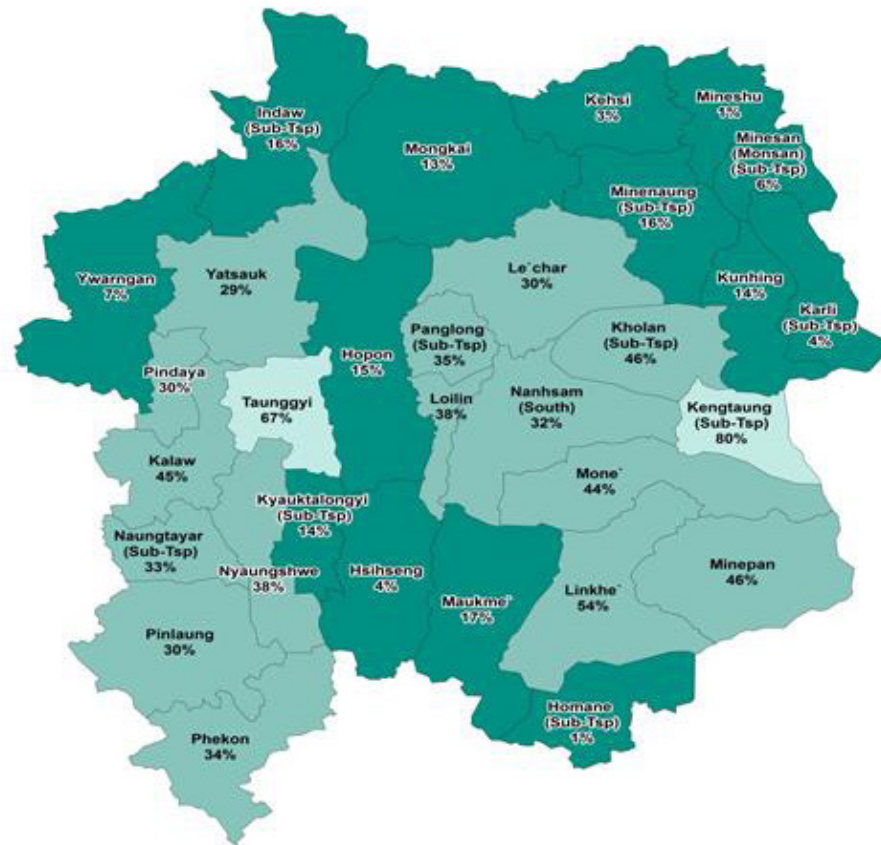 Indaw
(Sub-Tsp)
16%
Mongkai
13%
Kehsi
3%
Mineshu
1%
Minesan
(Monsan)
(Sub-Tsp)
6%
Minenaung
(Sub-Tsp)
16%
Ywarngan
7%
Yatsauk
29%
Le`char
30%
Kunhing
14%
Karli
(Sub-Tsp)
4%
Pindaya
30%
Hopon
15%
Panglong
(Sub-Tsp)
35%
Kholan
(Sub-Tsp)
46%
Taunggyi
67%
Loilin
38%
Nanhsam
(South)
32%
Kengtaung
(Sub-Tsp)
80%
Kalaw
45%
Mone`
44%
Kyauktalongyi
(Sub-Tsp)
14%
Naungtayar
(Sub-Tsp)
33%
Nyaungshwe
38%
Hsihseng
4%
Maukme`
17%
Linkhe`
54%
Minepan
46%
Pinlaung
30%
Homane
(Sub-Tsp)
1%
Phekon
34%